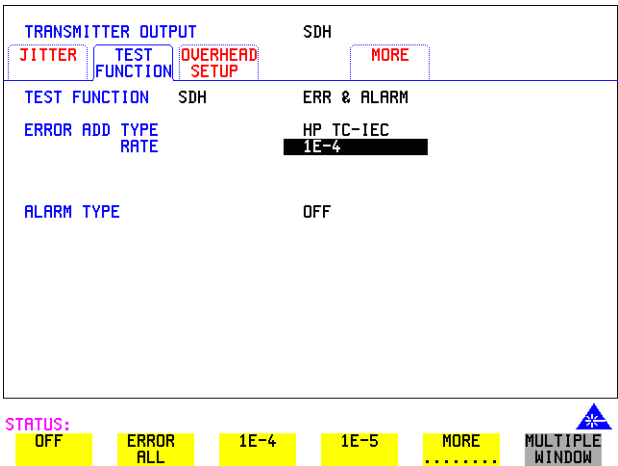 TRANSMITTER OUTPUT SDH
JITTER TEST FUNCTION OVERHEAD SETUP MORE
TEST FUNCTION SDH ERR & ALARM
ERROR ADD TYPE HP TC-IEC
RATE 1E-4
ALARM TYPE OFF
STATUS:
OFF ERROR ALL 1E-4 1E-5 MORE ........ MULTIPLE WINDOW